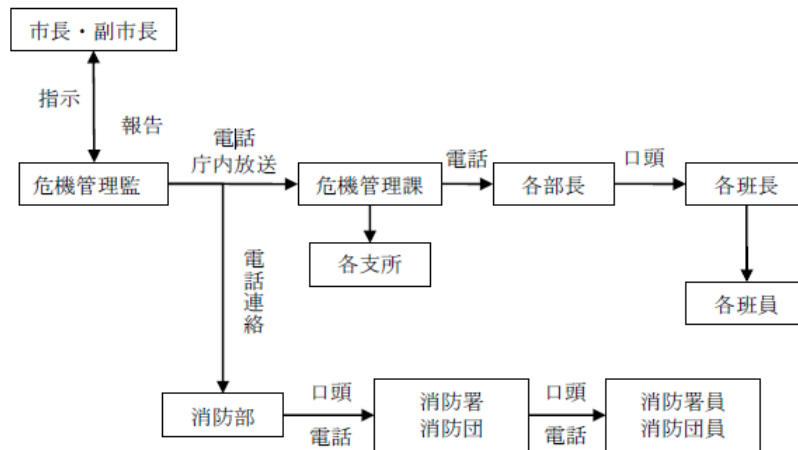 市長・副市長
指示
報告
電話
庁内放送
電話
口頭
危機管理監
危機管理課
各部長
各班長
各支所
電話連絡
各班員
消防部
口頭
電話
消防署
消防団
口頭
電話
消防署員
消防団員